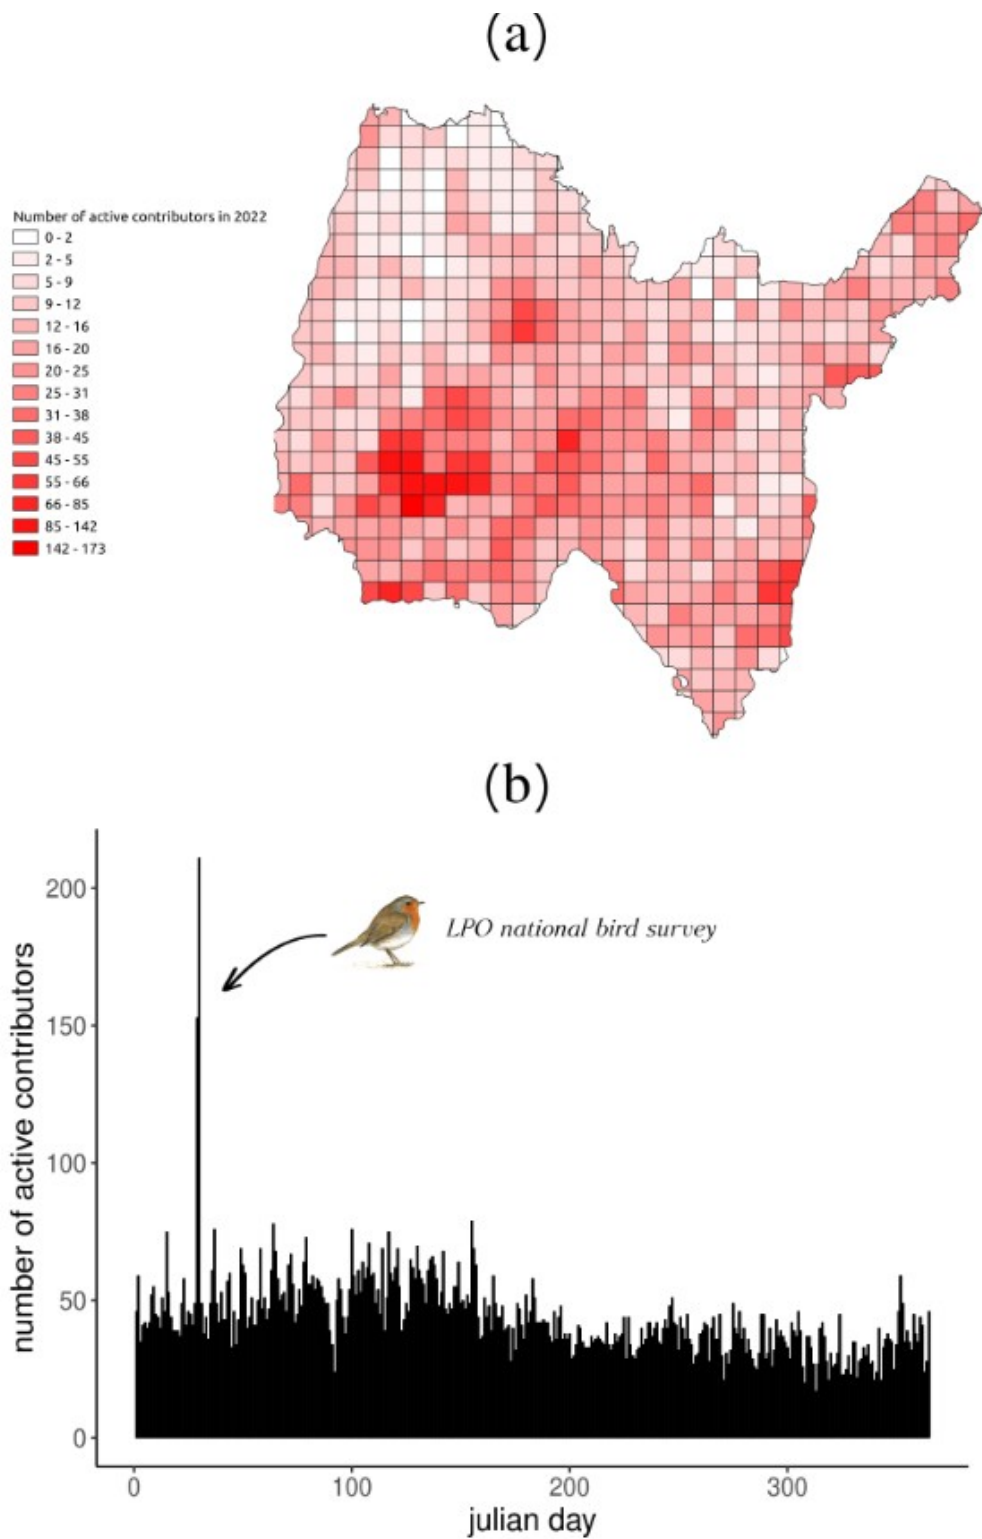 (a)
Number of active contributors in 2022
0 - 2
2 - 5
5 - 9
9 - 12
12 - 16
16 - 20
20 - 25
25 - 31
31 - 38
38 - 45
45 - 55
55 - 66
66 - 85
85 - 142
142 - 173
(b)
LPO national bird survey
number of active contributors
200
150
100
50
0
0 100 200 300
julian day